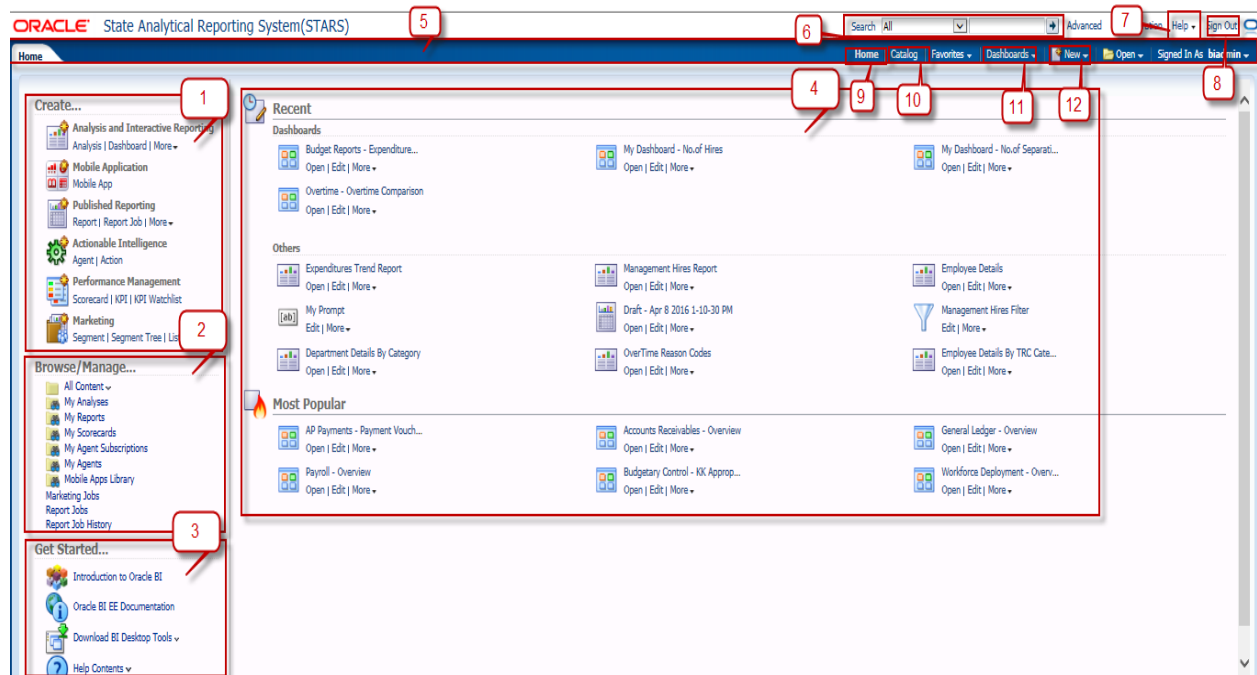 ORACLE State Analytical Reporting System(STARS)
5
6
Search All
Advanced
7
Help
Sign Out
Home
Home Catalog Favorites Dashboards New Open Signed In As biadmin
8
9
10
11
12
1
Create...
Analysis and Interactive Reporting
Analysis | Dashboard | More
Mobile Application
Mobile App
Published Reporting
Report | Report Job | More
Actionable Intelligence
Agent | Action
Performance Management
Scorecard | KPI | KPI Watchlist
Marketing
Segment | Segment Tree |
2
Browse/Manage...
All Content
My Analyses
My Reports
My Scorecards
My Agent Subscriptions
My Agents
Mobile Apps Library
Marketing Jobs
Report Jobs
Report Job History
3
Get Started...
Introduction to Oracle BI
Oracle BI EE Documentation
Download BI Desktop Tools
Help Contents
4
Recent
Dashboards
Budget Reports - Expenditure...
Open | Edit | More
My Dashboard - No.of Hires
Open | Edit | More
My Dashboard - No.of Separati...
Open | Edit | More
Overtime - Overtime Comparison
Open | Edit | More
Others
Expenditures Trend Report
Open | Edit | More
Management Hires Report
Open | Edit | More
Employee Details
Open | Edit | More
[ab]
My Prompt
Edit | More
Draft - Apr 8 2016 1-10-30 PM
Open | Edit | More
Management Hires Filter
Edit | More
Department Details By Category
Open | Edit | More
OverTime Reason Codes
Open | Edit | More
Employee Details By TRC Cate...
Open | Edit | More
Most Popular
AP Payments - Payment Vouch...
Open | Edit | More
Accounts Receivables - Overview
Open | Edit | More
General Ledger - Overview
Open | Edit | More
Payroll - Overview
Open | Edit | More
Budgetary Control - KK Approp...
Open | Edit | More
Workforce Deployment - Overv...
Open | Edit | More